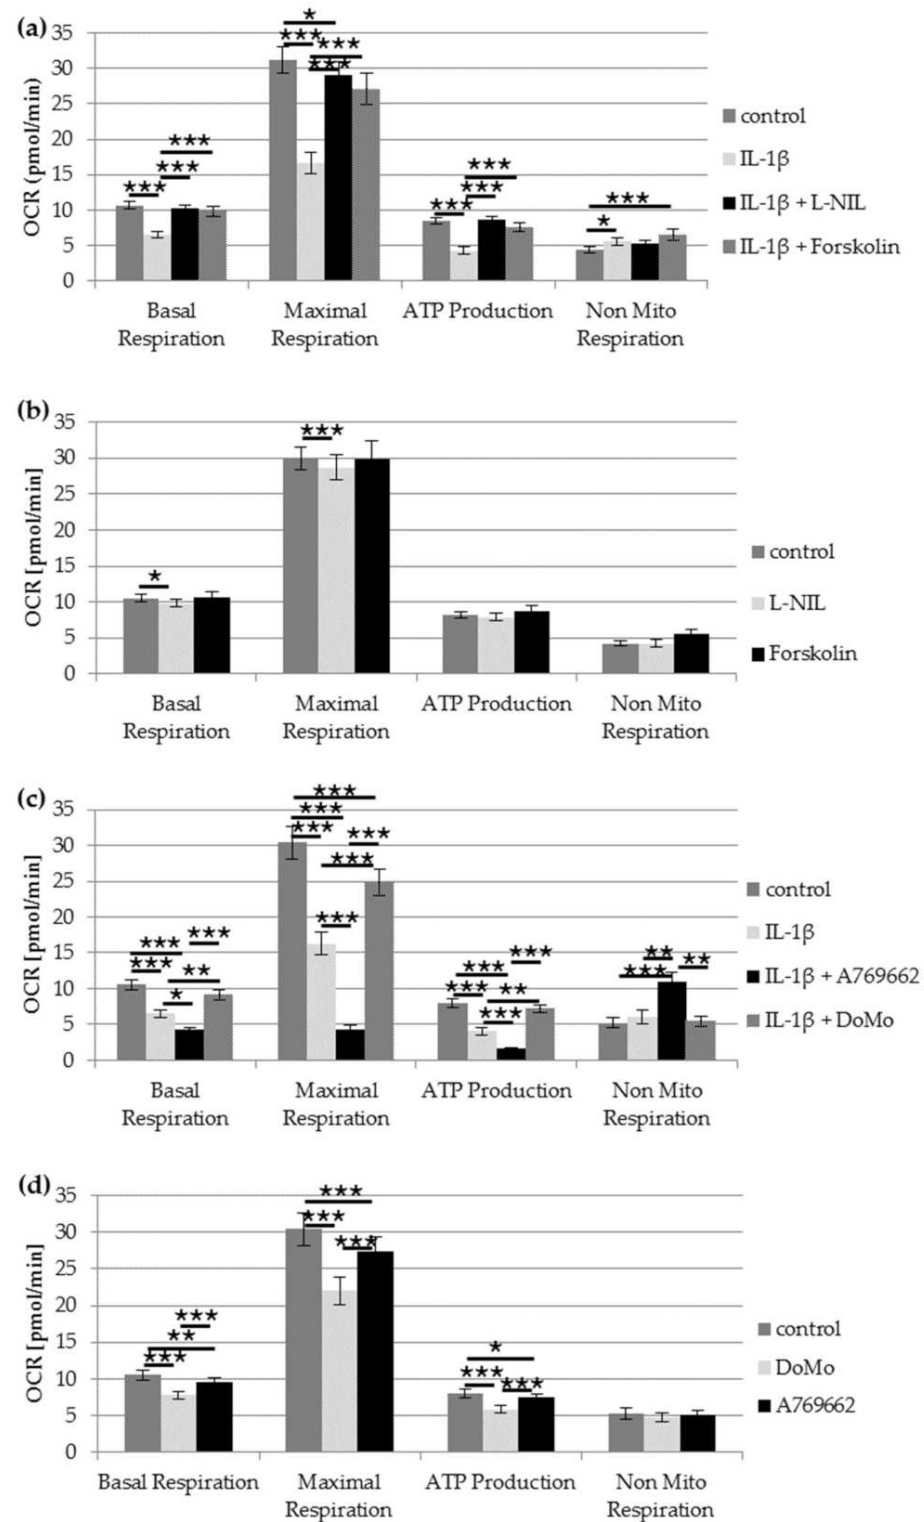 (a)
OCR (pmol/min)
35
30
25
20
15
10
5
0
*
***
***
***
***
***
***
***
***
***
***
*
Basal
Respiration
Maximal
Respiration
ATP Production
Non Mito
Respiration
control
IL-1β
IL-1β + L-NIL
IL-1β + Forskolin
(b)
OCR [pmol/min]
35
30
25
20
15
10
5
0
***
*
Basal
Respiration
Maximal
Respiration
ATP Production
Non Mito
Respiration
control
L-NIL
Forskolin
(c)
OCR [pmol/min]
35
30
25
20
15
10
5
0
***
***
***
***
***
***
***
***
***
**
*
***
***
***
**
***
**
***
**
Basal
Respiration
Maximal
Respiration
ATP Production
Non Mito
Respiration
control
IL-1β
IL-1β + A769662
IL-1β + DoMo
(d)
OCR [pmol/min]
35
30
25
20
15
10
5
0
***
***
***
***
**
***
*
***
***
Basal Respiration
Maximal
Respiration
ATP Production
Non Mito
Respiration
control
DoMo
A769662